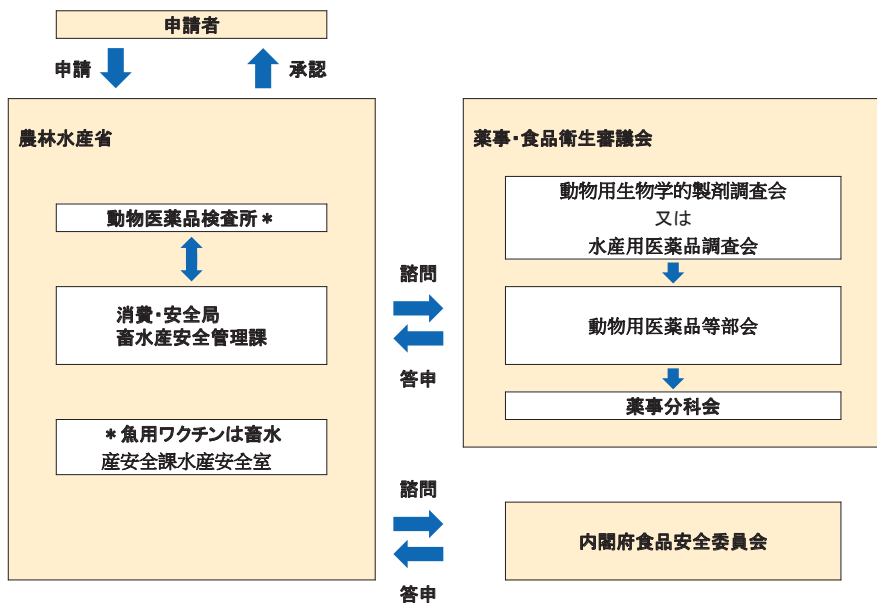 申請者
申請
承認
農林水産省
動物医薬品検査所＊
消費・安全局
畜水産安全管理課
＊魚用ワクチンは畜水
産安全課水産安全室
諮問
答申
薬事・食品衛生審議会
動物用生物学的製剤調査会
又は
水産用医薬品調査会
動物用医薬品等部会
薬事分科会
諮問
答申
内閣府食品安全委員会